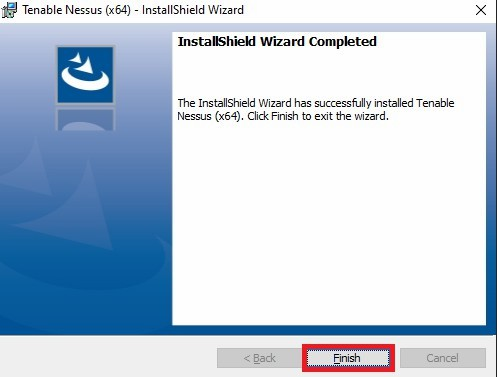 Tenable Nessus (x64) - InstallShield Wizard
InstallShield Wizard Completed
The InstallShield Wizard has successfully installed Tenable
Nessus (x64). Click Finish to exit the wizard.
< Back
Finish
Cancel